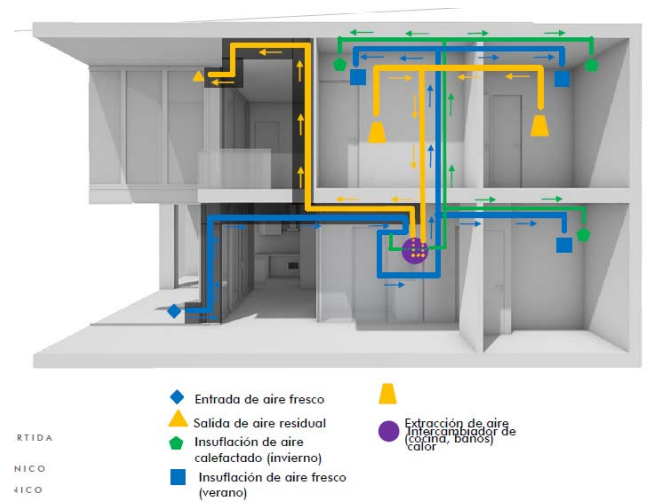 Entrada de aire fresco
Salida de aire residual
Insuflación de aire
calefactado (invierno)
Insuflación de aire fresco
(verano)
Extracción de aire
(cocina, baños)
Intercambiador de
calor
RTIDA
NICO
NICO